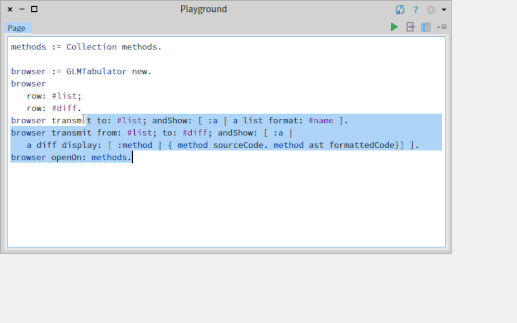 Playground
?
Page
methods := Collection methods.
browser := GLMTabulator new.
browser
row: #list;
row: #diff.
browser transmit to: #list; andShow: [ :a | a list format: #name ].
browser transmit from: #list; to: #diff; andShow: [ :a |
a diff display: [ :method | { method sourceCode. method ast formattedCode}] ].
browser openOn: methods.